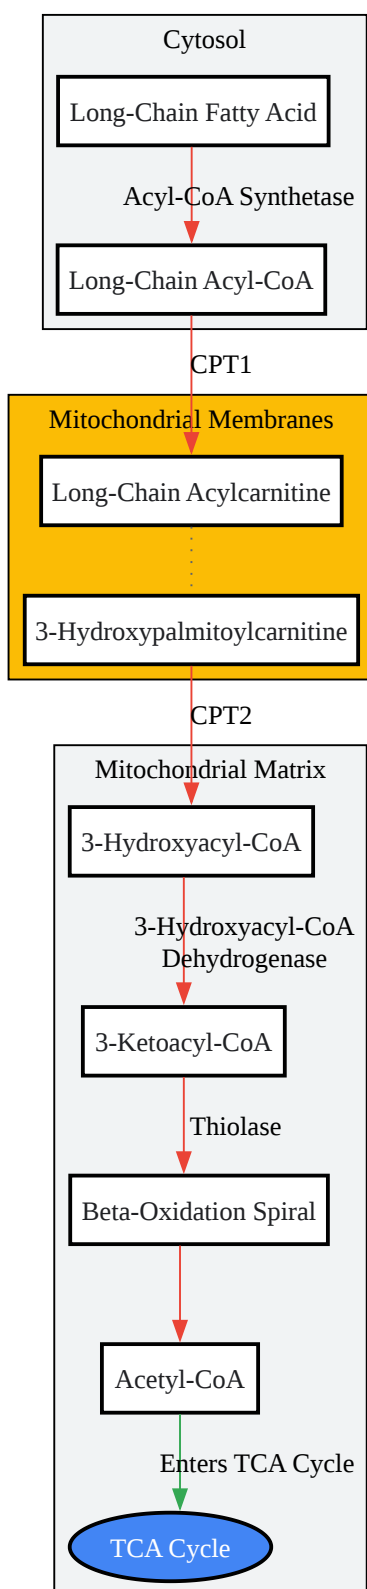 Cytosol
Long-Chain Fatty Acid
Acyl-CoA Synthetase
Long-Chain Acyl-CoA
CPT1
Mitochondrial Membranes
Long-Chain Acylcarnitine
3-Hydroxypalmitoylcarnitine
CPT2
Mitochondrial Matrix
3-Hydroxyacyl-CoA
3-Hydroxyacyl-CoA
Dehydrogenase
3-Ketoacyl-CoA
Thiolase
Beta-Oxidation Spiral
Acetyl-CoA
Enters TCA Cycle
TCA Cycle